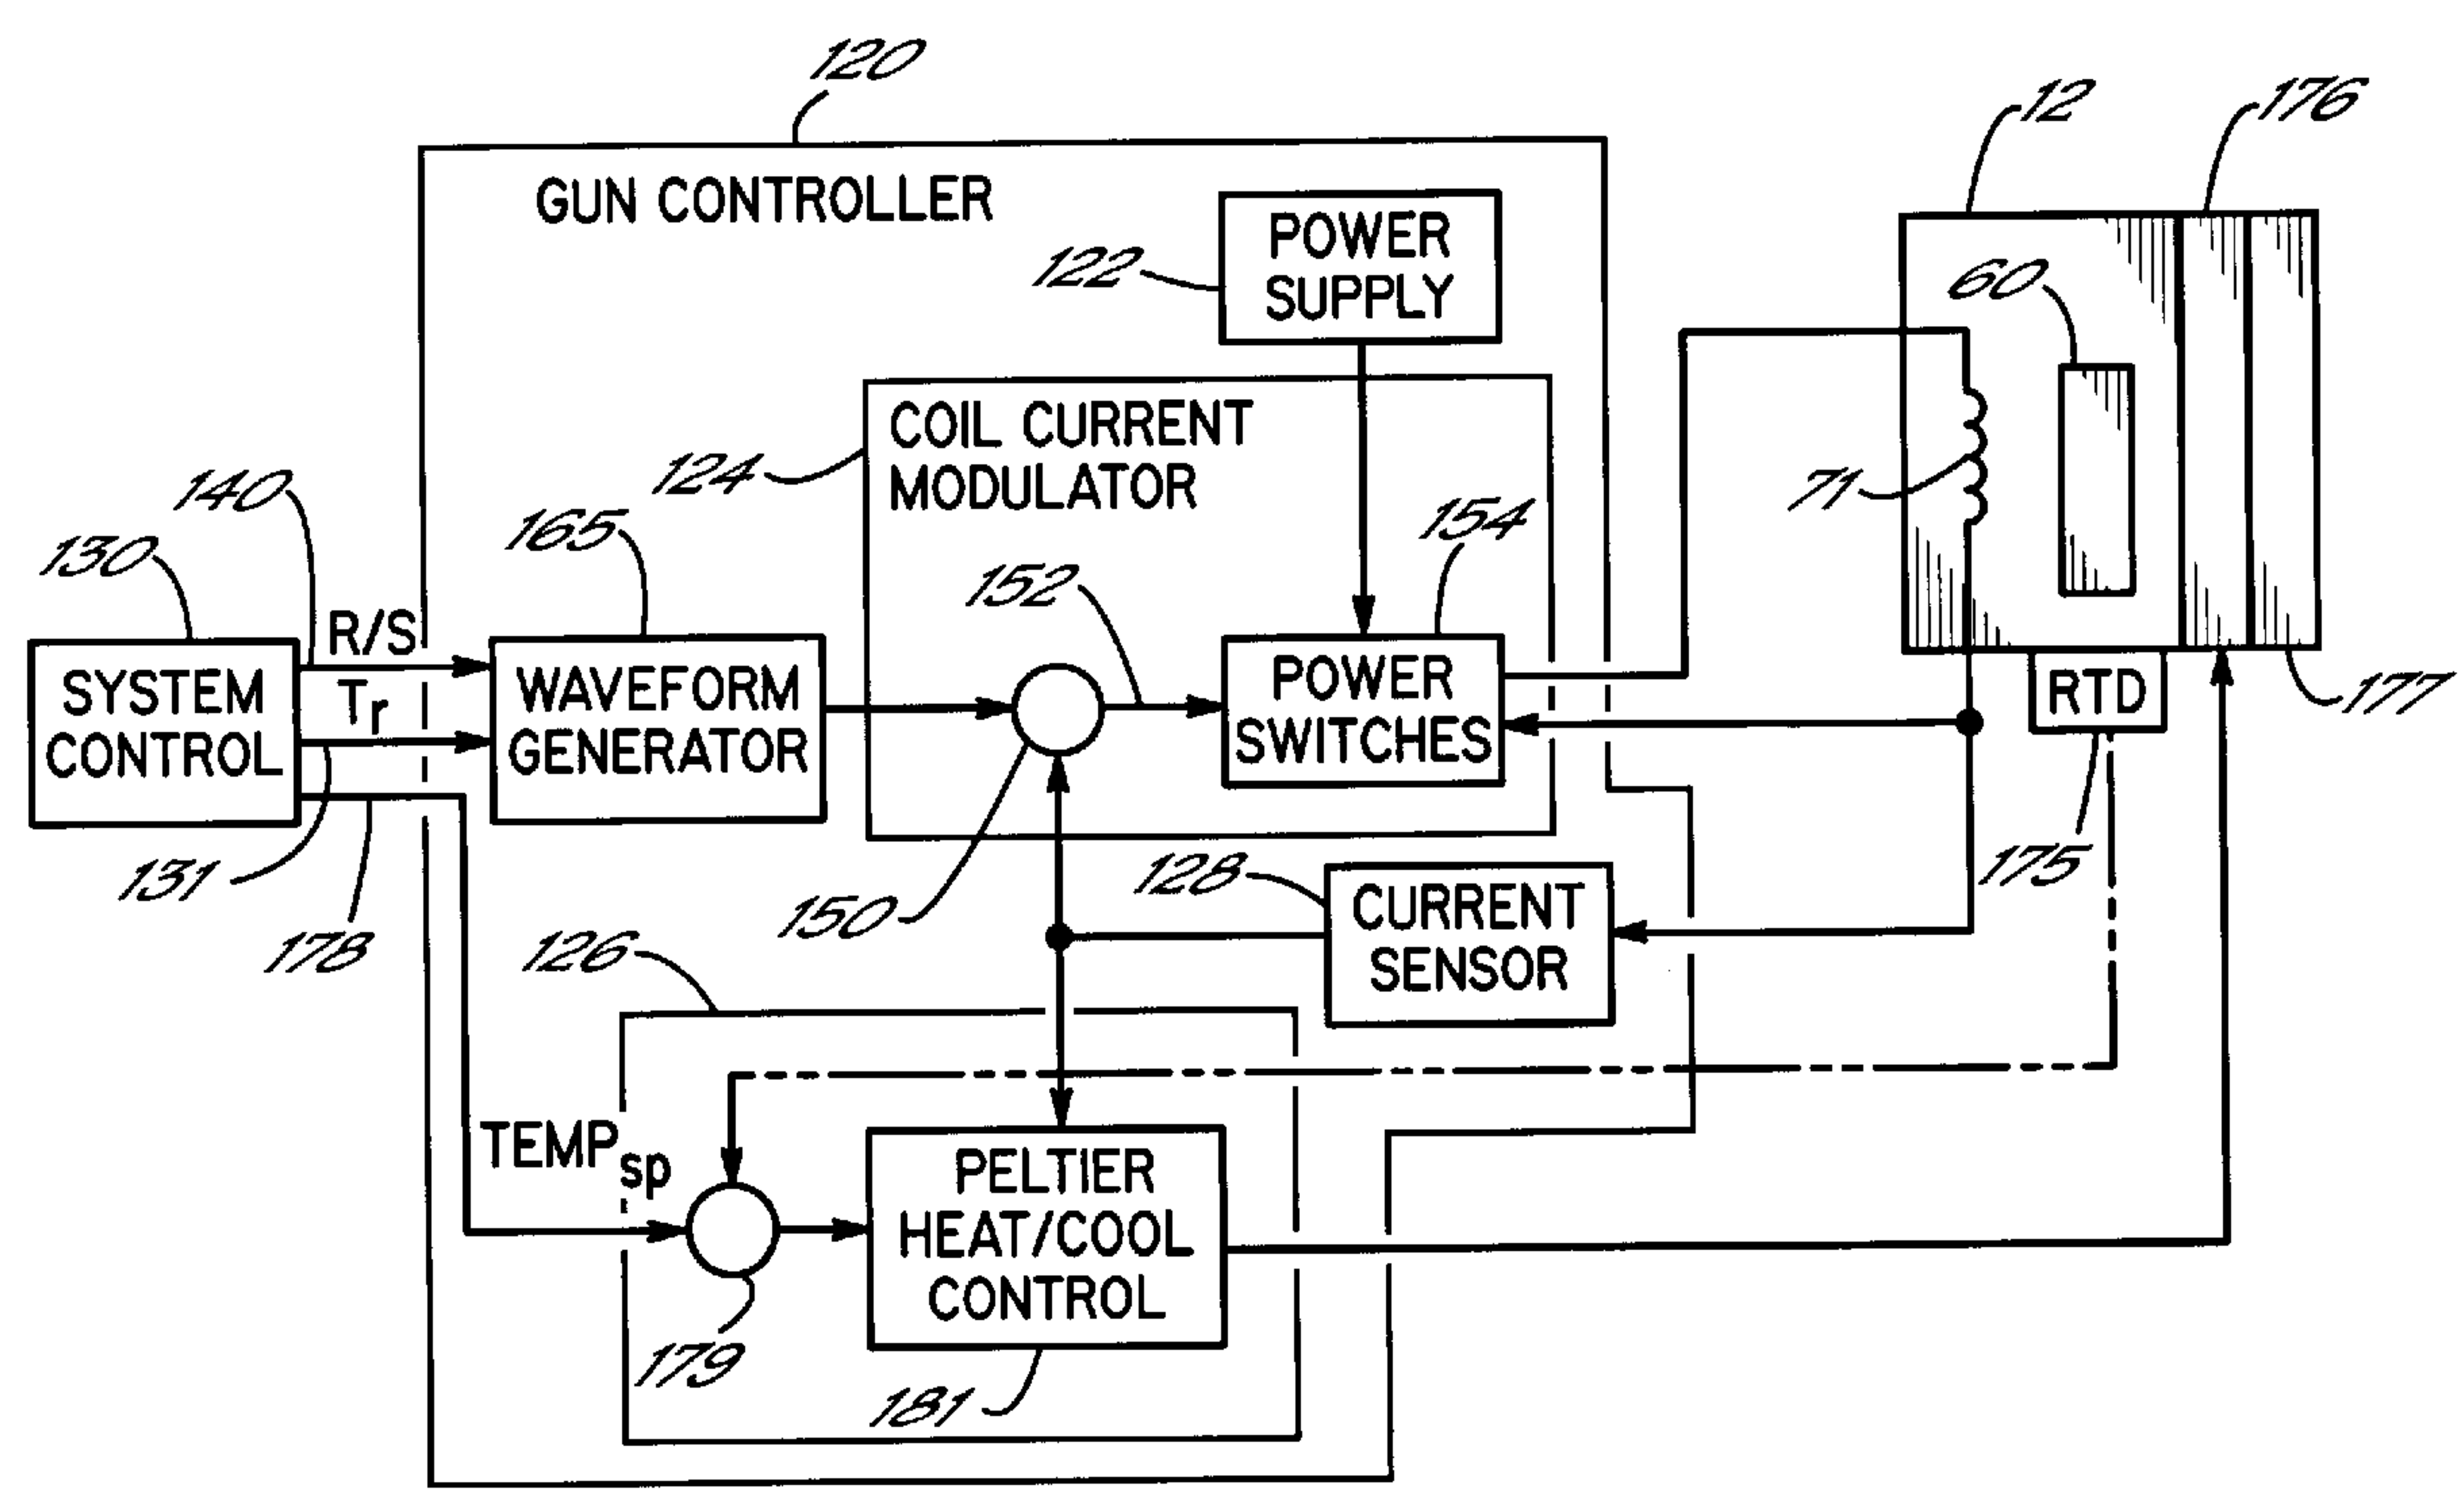 120
12
176
GUN CONTROLLER
POWER
SUPPLY
122
60
COIL CURRENT
MODULATOR
124
140
71
154
165
130
152
R/S
SYSTEM
CONTROL
Tr
WAVEFORM
GENERATOR
POWER
SWITCHES
RTD
177
131
178
150
128
CURRENT
SENSOR
175
126
TEMPsp
PELTIER
HEAT/COOL
CONTROL
179
181